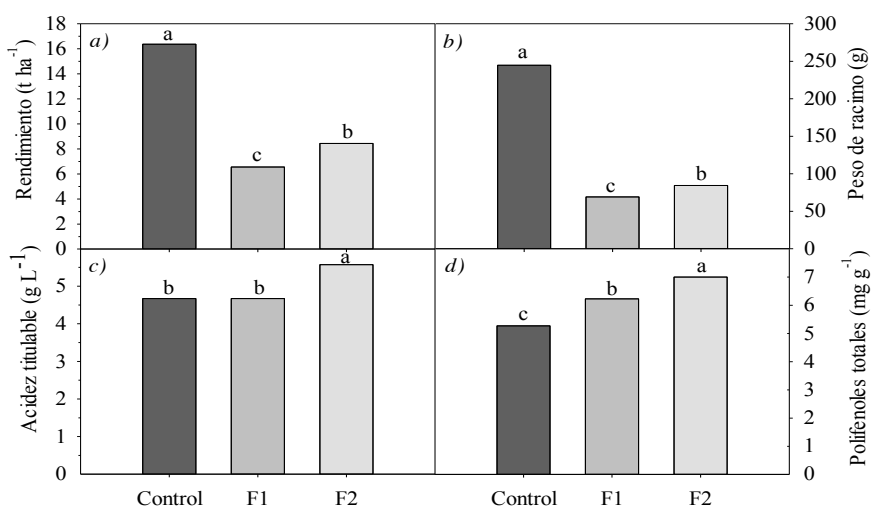 a)
Rendimiento (t ha⁻¹)
18
16
14
12
10
8
6
4
2
0
a
c
b
b)
a
c
b
300
250
200
150
100
50
0
Peso de racimo (g)
c)
Acidez titulable (g L⁻¹)
5
4
3
2
1
0
b
b
a
d)
c
b
a
7
6
5
4
3
2
1
0
Polifenoles totales (mg g⁻¹)
Control F1 F2 Control F1 F2